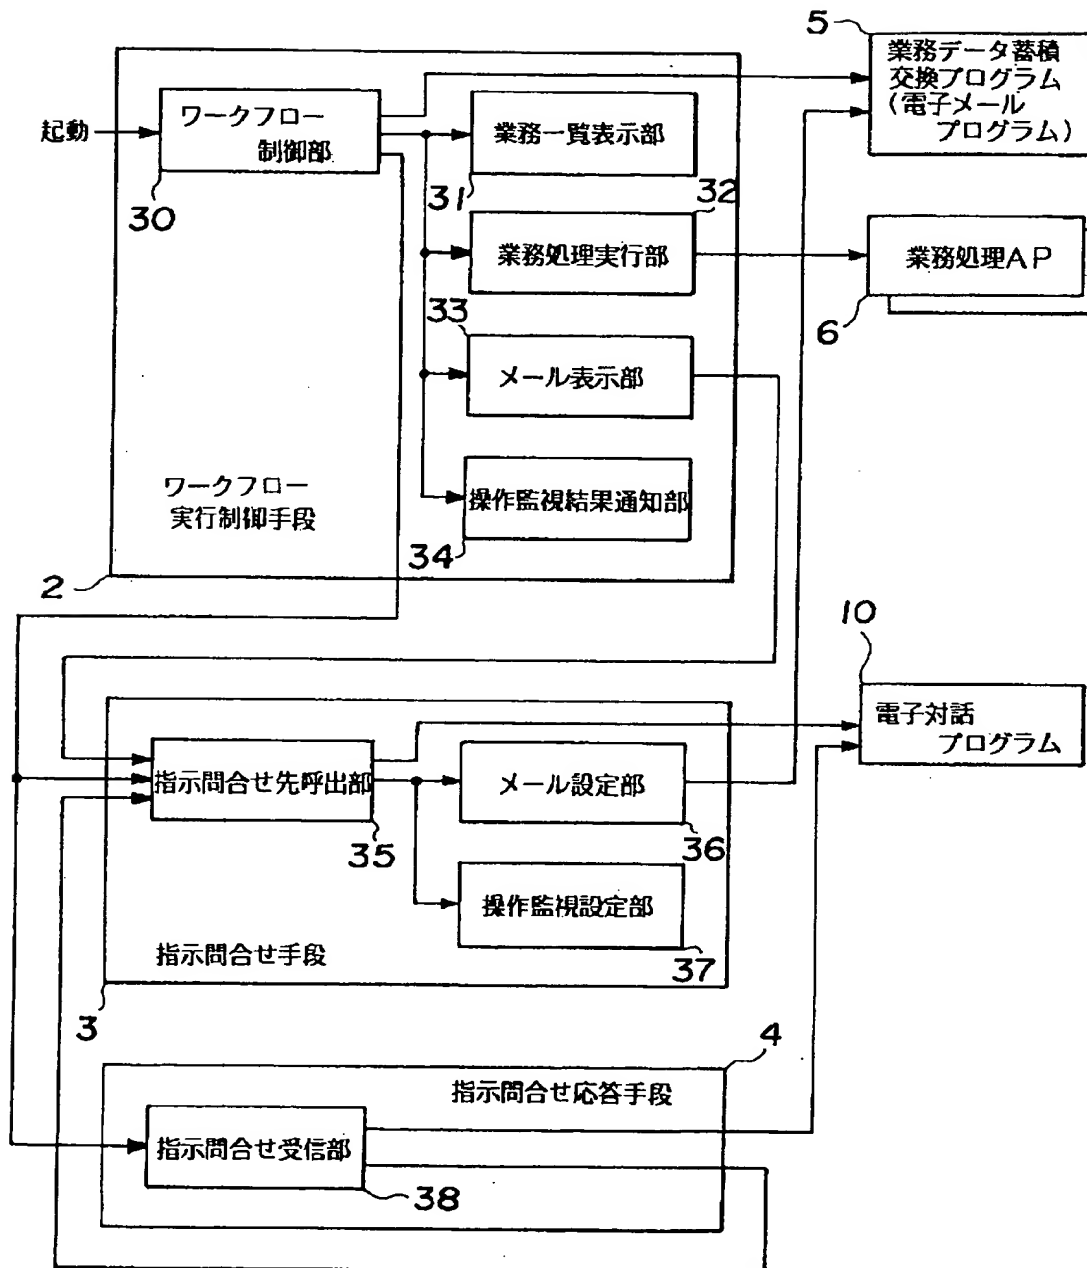 5
業務データ蓄積
交換プログラム
(電子メール
プログラム)
起動
ワークフロー
制御部
30
業務一覧表示部
31
32
業務処理実行部
業務処理AP
6
33
メール表示部
操作監視結果通知部
34
ワークフロー
実行制御手段
2
10
電子対話
プログラム
指示問合せ先呼出部
35
メール設定部
36
操作監視設定部
37
指示問合せ手段
3
4
指示問合せ応答手段
指示問合せ受信部
38